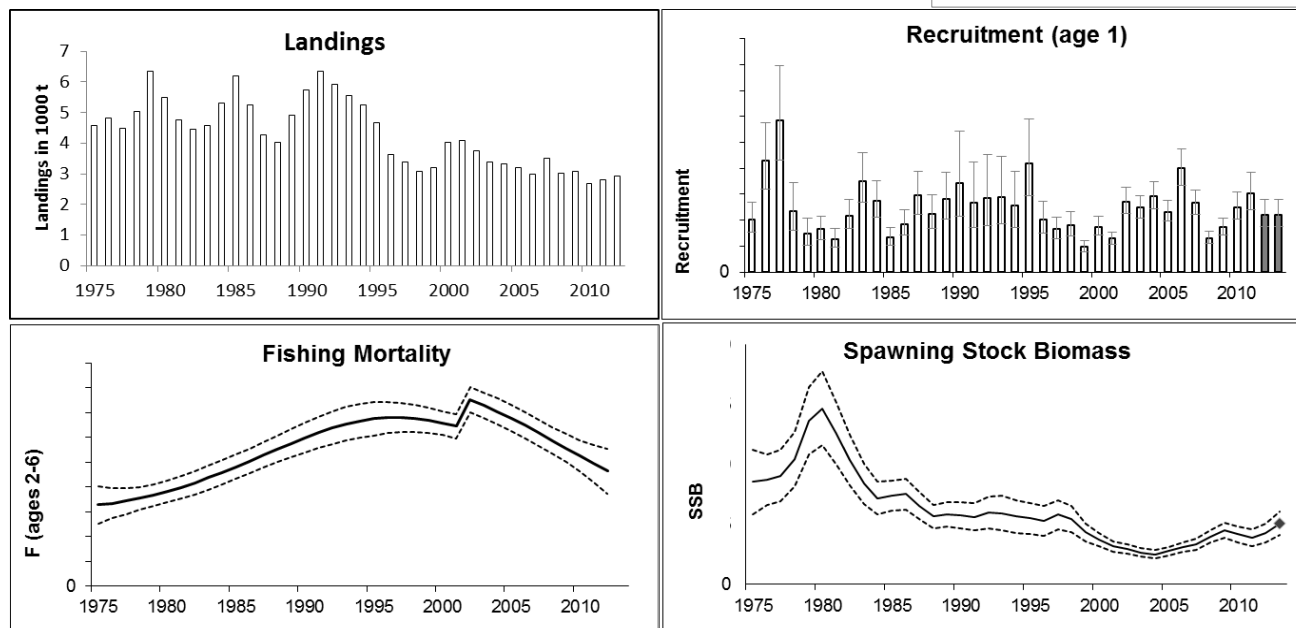 Landings
Landings in 1000 t
7
6
5
4
3
2
1
0
1975 1980 1985 1990 1995 2000 2005 2010
Recruitment (age 1)
Recruitment
0
1975 1980 1985 1990 1995 2000 2005 2010
Fishing Mortality
F (ages 2-6)
0
1975 1980 1985 1990 1995 2000 2005 2010
Spawning Stock Biomass
SSB
0
1975 1980 1985 1990 1995 2000 2005 2010